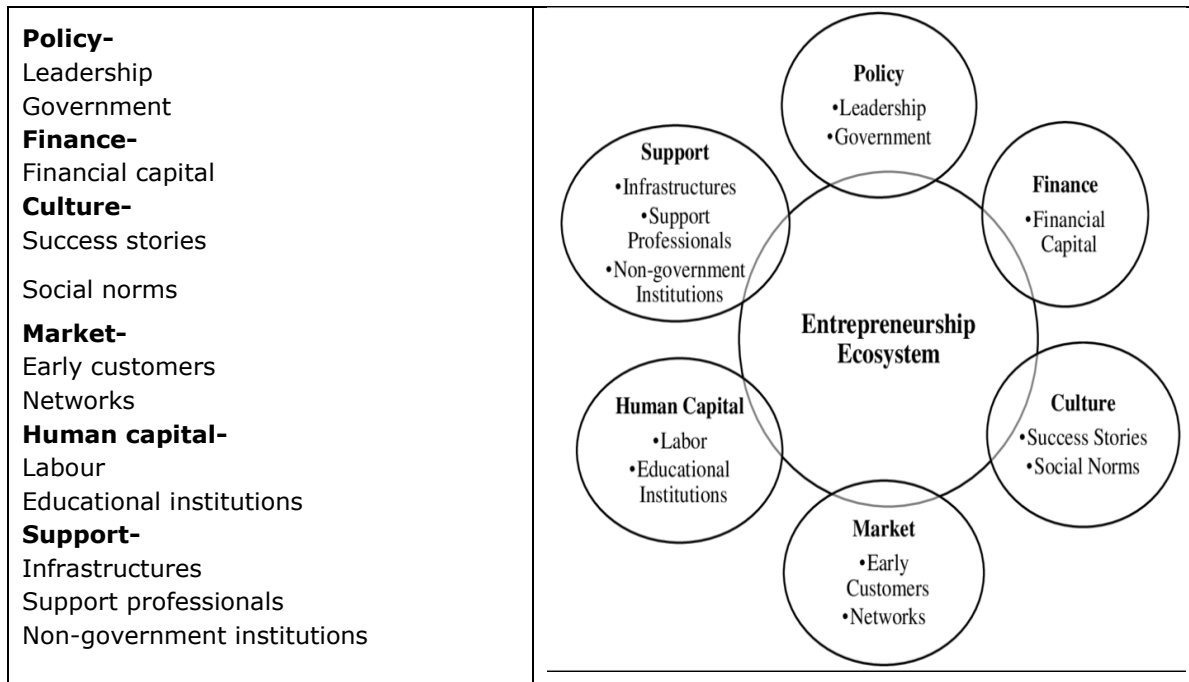 Policy-
Leadership
Government
Finance-
Financial capital
Culture-
Success stories
Social norms
Market-
Early customers
Networks
Human capital-
Labour
Educational institutions
Support-
Infrastructures
Support professionals
Non-government institutions
Policy
•Leadership
•Government
Finance
•Financial
Capital
Culture
•Success Stories
•Social Norms
Market
•Early
Customers
•Networks
Human Capital
•Labor
•Educational
Institutions
Support
•Infrastructures
•Support
Professionals
•Non-government
Institutions
Entrepreneurship
Ecosystem